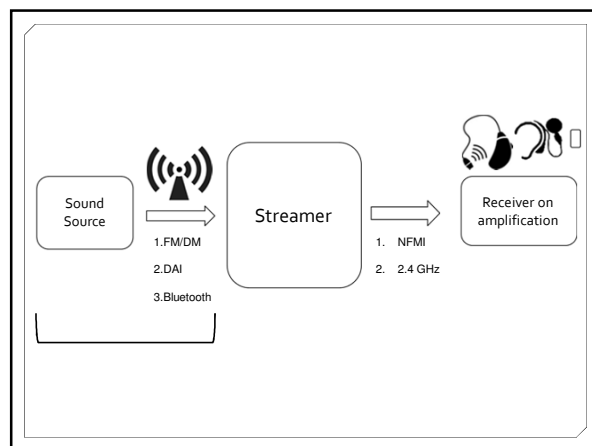 Sound
Source
1.FM/DM
2.DAI
3.Bluetooth
Streamer
1. NFMI
2. 2.4 GHz
Receiver on
amplification